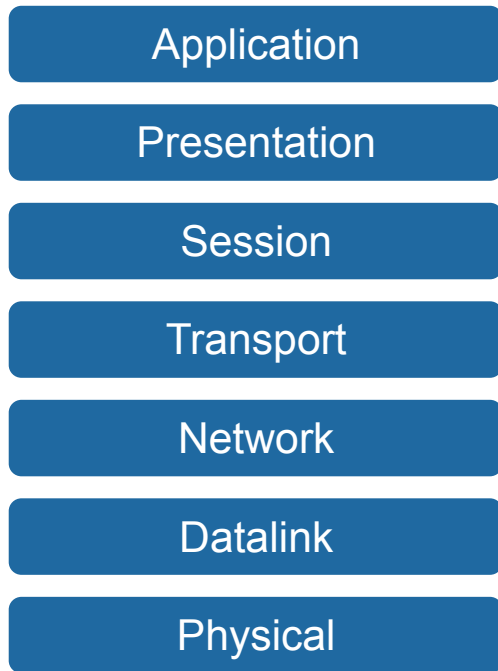 Application
Presentation
Session
Transport
Network
Datalink
Physical